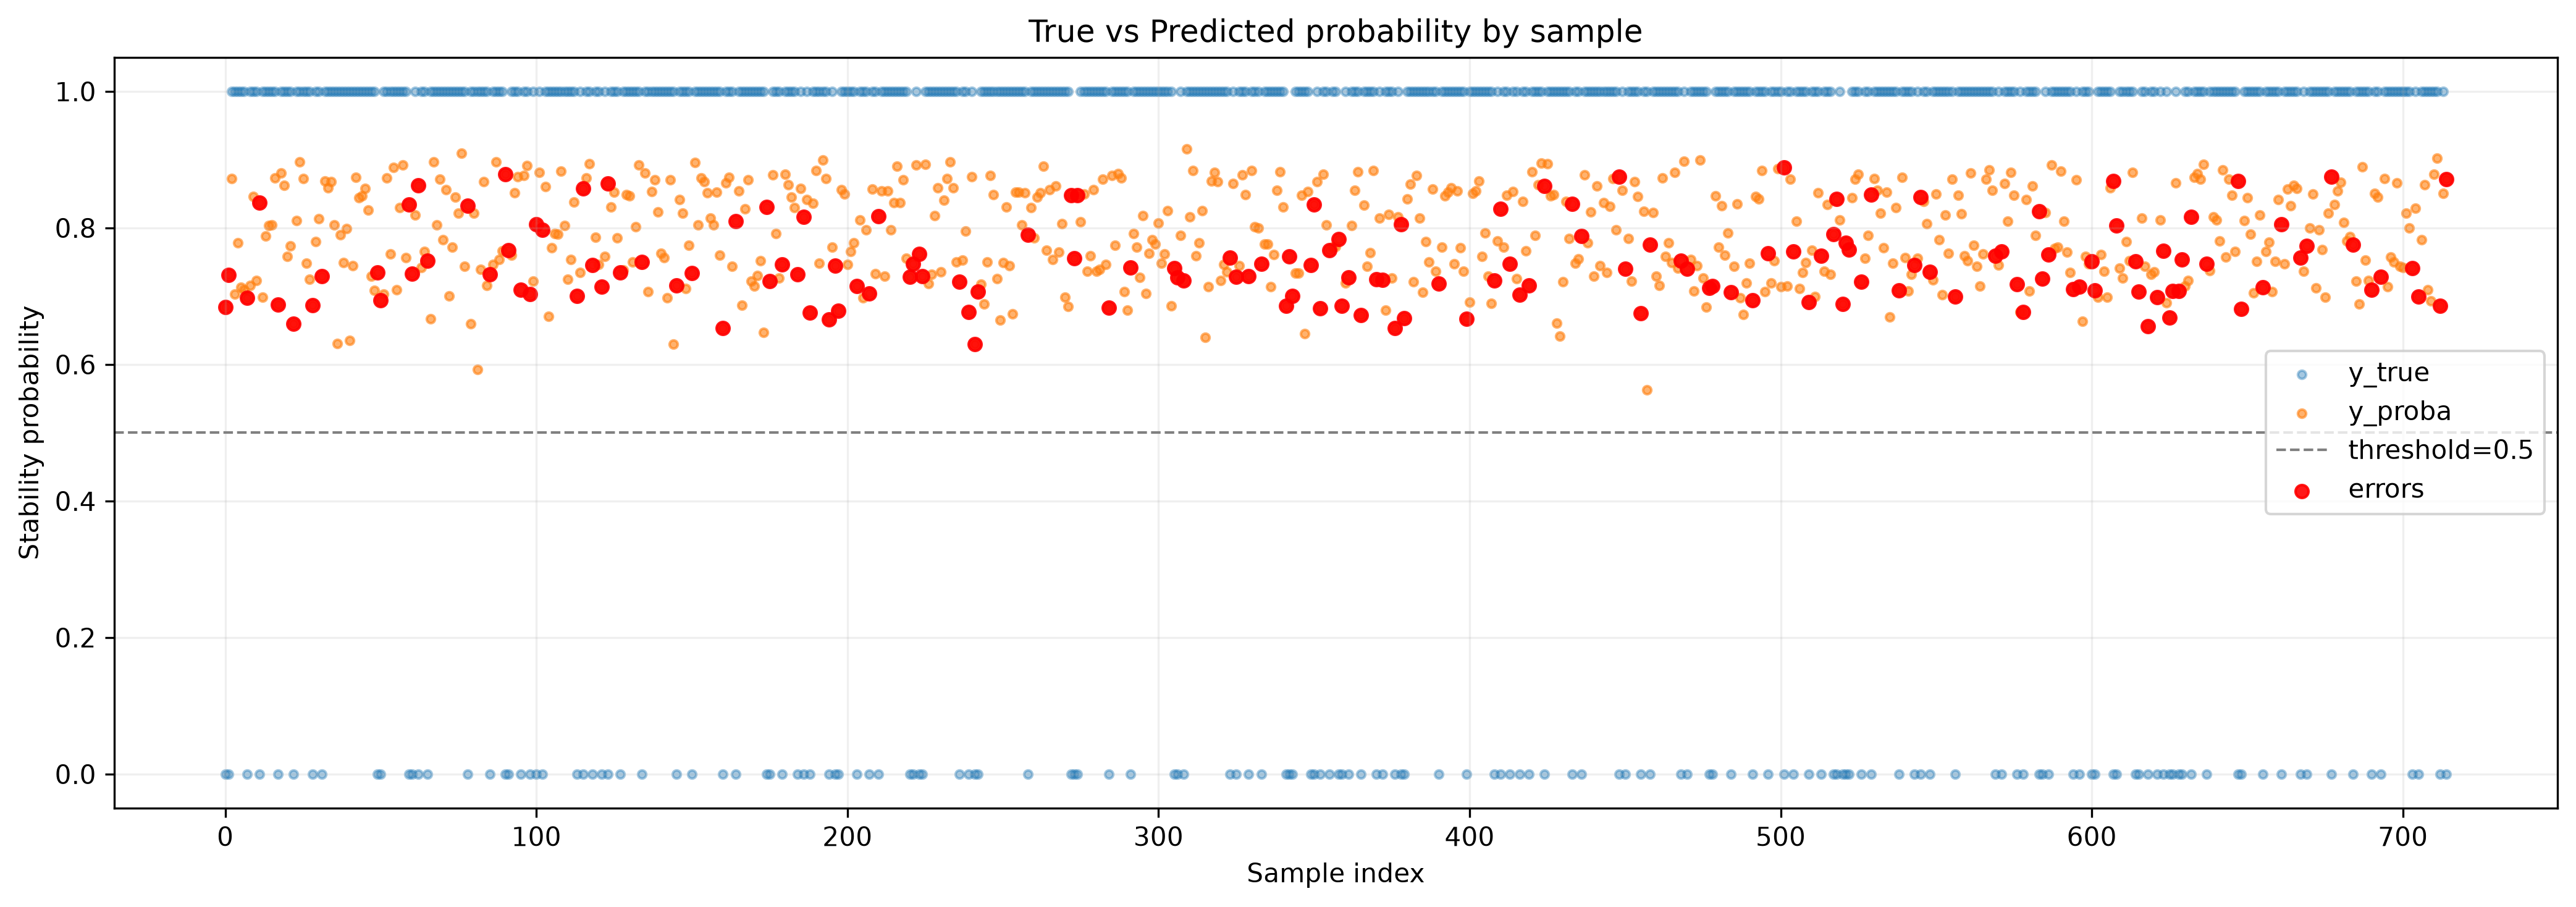 True vs Predicted probability by sample
Stability probability
1.0
0.8
0.6
0.4
0.2
0.0
y_true
y_proba
threshold=0.5
errors
0 100 200 300 400 500 600 700
Sample index